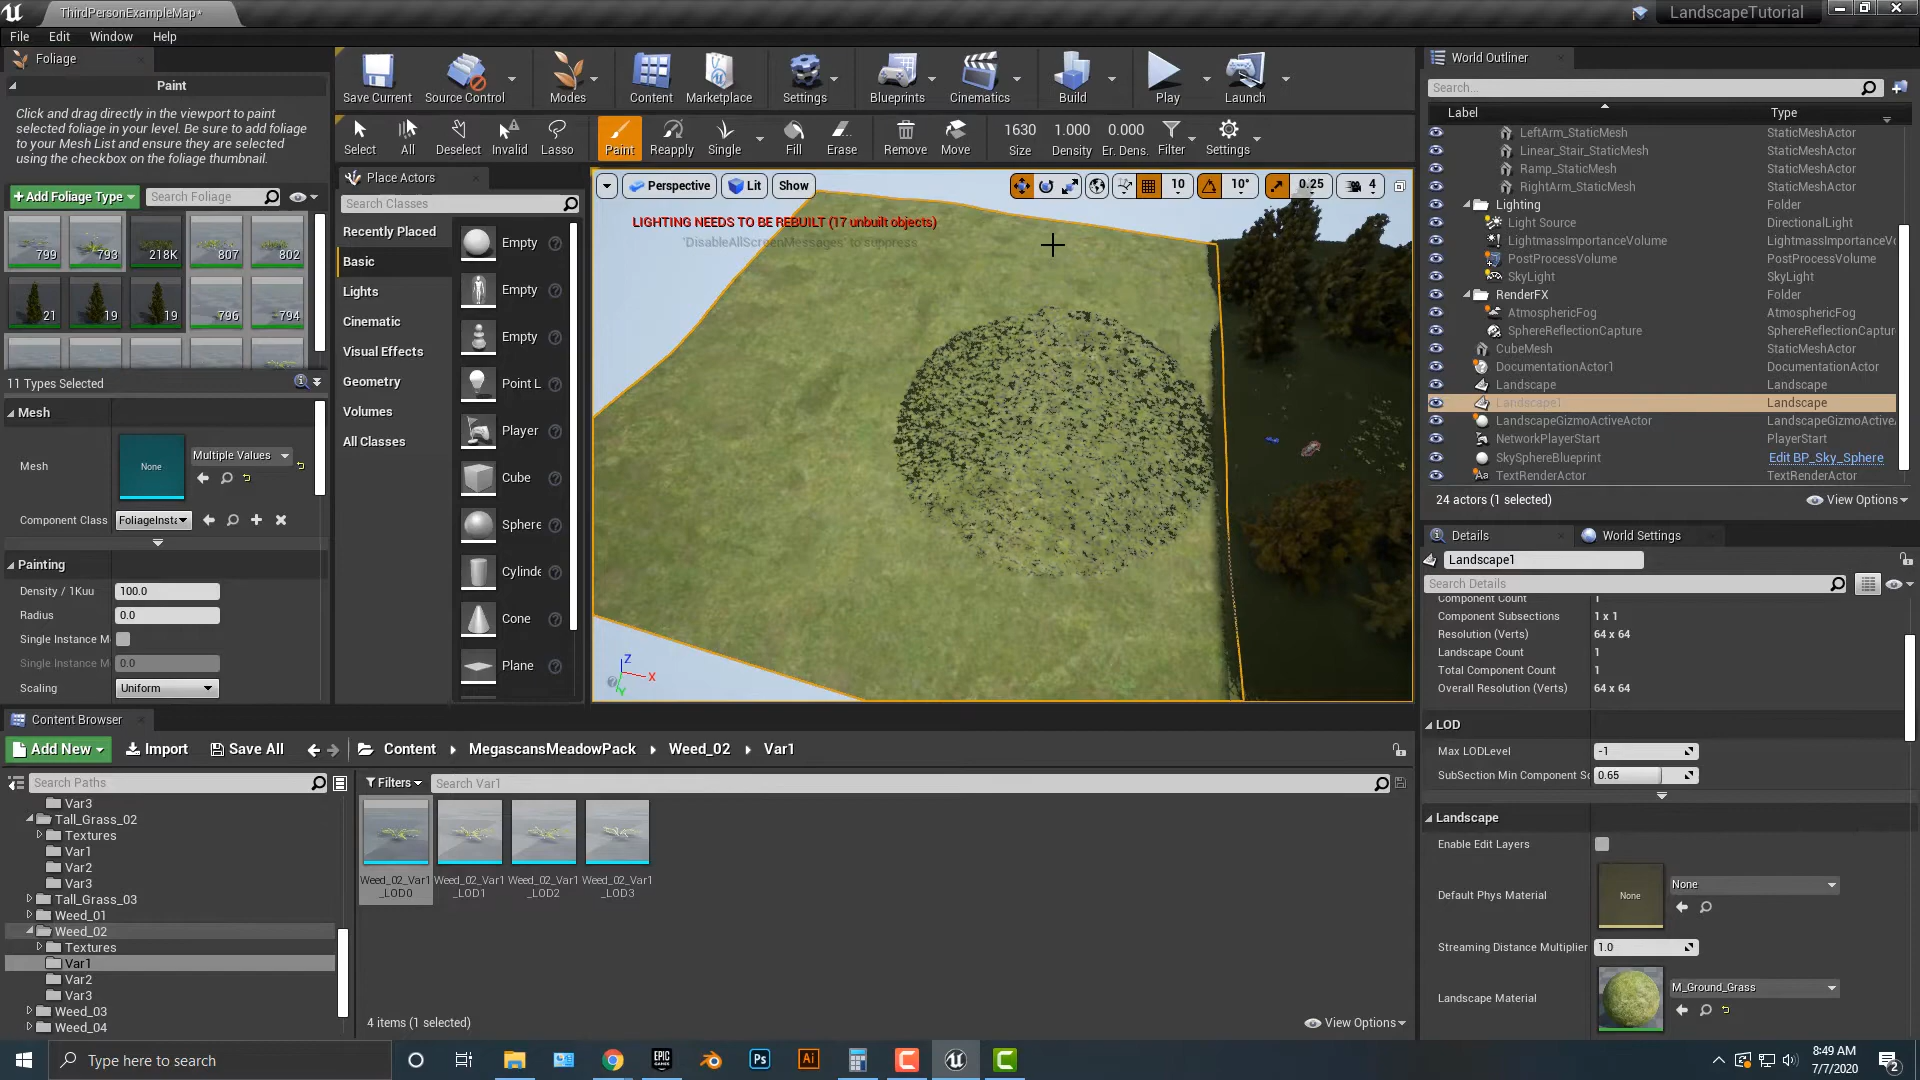 ThirdPersonExampleMap*
LandscapeTutorial
File
Edit
Window
Help
Foliage
Paint
Click and drag directly in the viewport to paint
selected foliage in your level. Be sure to add foliage
to your Mesh List and ensure they are selected
using the checkbox on the foliage thumbnail.
+Add Foliage Type
Search Foliage
799
793
218K
807
802
21
19
19
796
794
11 Types Selected
Mesh
Mesh
None
Multiple Values
Component Class
FoliageInsta
Painting
Density / 1Kuu
100.0
Radius
0.0
Single Instance M
Single Instance M
0.0
Scaling
Uniform
Save Current
Source Control
Modes
Content
Marketplace
Settings
Blueprints
Cinematics
Build
Play
Launch
Select
All
Deselect
Invalid
Lasso
Paint
Reapply
Single
Fill
Erase
Remove
Move
1630
Size
1.000
Density
0.000
Er. Dens.
Filter
Settings
Place Actors
Search Classes
Recently Placed
Basic
Lights
Cinematic
Visual Effects
Geometry
Volumes
All Classes
Empty
Empty
Empty
Point L
Player
Cube
Sphere
Cylinde
Cone
Plane
Perspective
Lit
Show
10
10°
0.25
4
LIGHTING NEEDS TO BE REBUILT (17 unbuilt objects)
'DisableAllScreenMessages' to suppress
Z
X
Y
World Outliner
Search...
Label
Type
LeftArm_StaticMesh
StaticMeshActor
Linear_Stair_StaticMesh
StaticMeshActor
Ramp_StaticMesh
StaticMeshActor
RightArm_StaticMesh
StaticMeshActor
Lighting
Folder
Light Source
DirectionalLight
LightmassImportanceVolume
LightmassImportanceVo
PostProcessVolume
PostProcessVolume
SkyLight
SkyLight
RenderFX
Folder
AtmosphericFog
AtmosphericFog
SphereReflectionCapture
SphereReflectionCaptur
CubeMesh
StaticMeshActor
DocumentationActor1
DocumentationActor
Landscape
Landscape
Landscape1
Landscape
LandscapeGizmoActiveActor
LandscapeGizmoActive
NetworkPlayerStart
PlayerStart
SkySphereBlueprint
Edit BP_Sky_Sphere
TextRenderActor
TextRenderActor
24 actors (1 selected)
View Options
Details
World Settings
Landscape1
Search Details
Component Count
1
Component Subsections
1 x 1
Resolution (Verts)
64 x 64
Landscape Count
1
Total Component Count
1
Overall Resolution (Verts)
64 x 64
LOD
Max LODLevel
-1
SubSection Min Component Sc
0.65
Landscape
Enable Edit Layers
Default Phys Material
None
None
Streaming Distance Multiplier
1.0
Landscape Material
M_Ground_Grass
Content Browser
Add New
Import
Save All
Content
MegascansMeadowPack
Weed_02
Var1
Search Paths
Filters
Search Var1
Var3
Tall_Grass_02
Textures
Var1
Var2
Var3
Tall_Grass_03
Weed_01
Weed_02
Textures
Var1
Var2
Var3
Weed_03
Weed_04
Weed_02_Var1
_LOD0
Weed_02_Var1
_LOD1
Weed_02_Var1
_LOD2
Weed_02_Var1
_LOD3
4 items (1 selected)
View Options
Type here to search
EPIC
GAMES
Ps
Ai
8:49 AM
7/7/2020
2